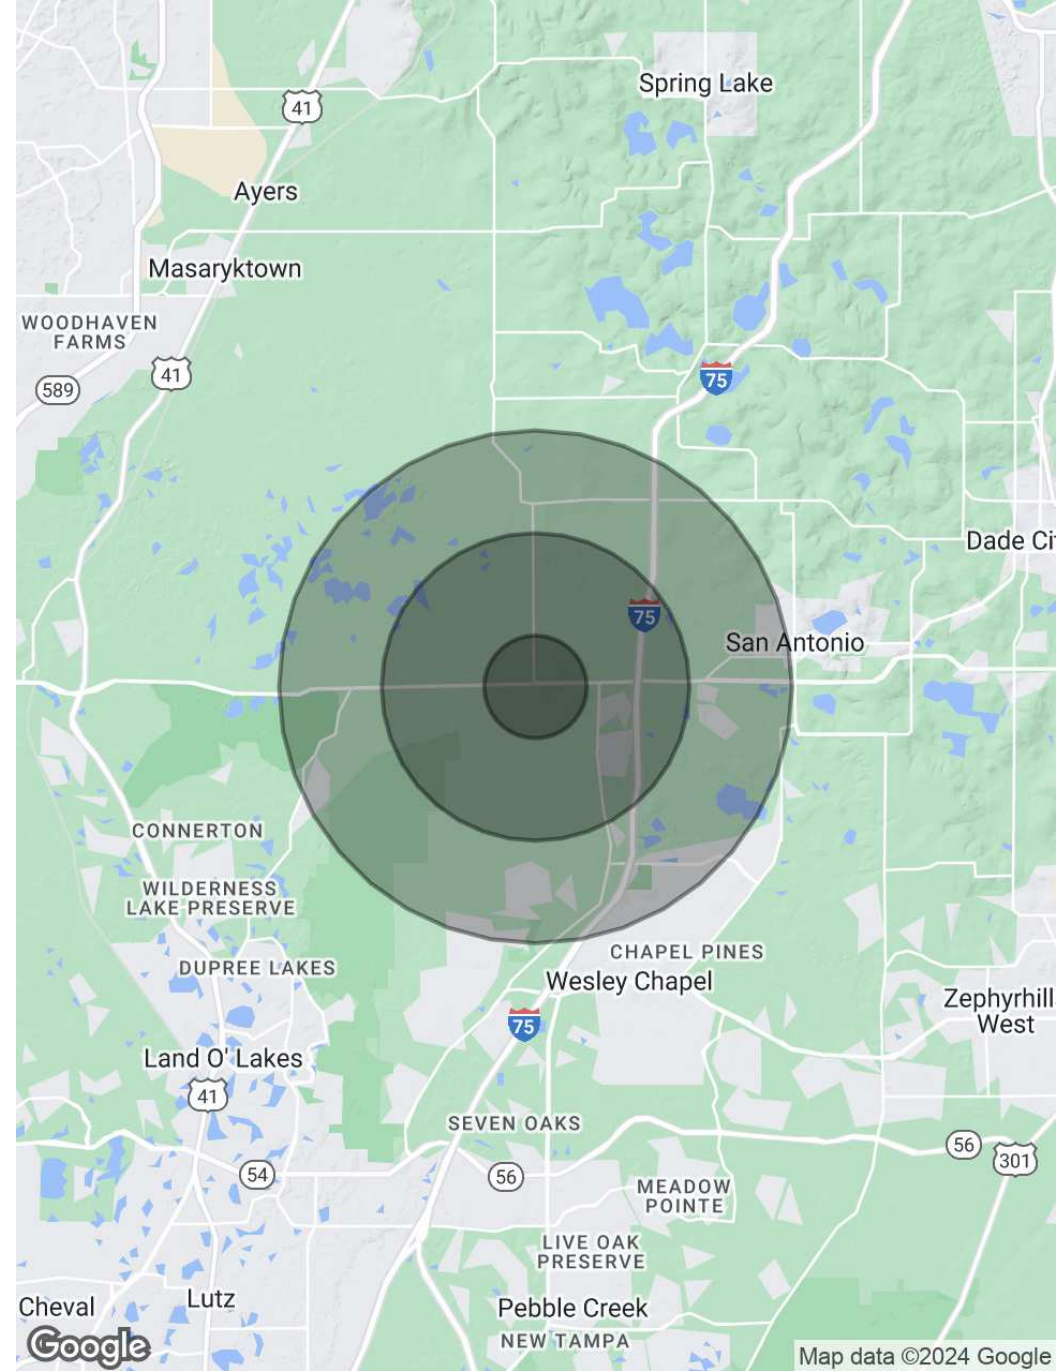 Spring Lake
41
Ayers
Masaryktown
WOODHAVEN
FARMS
41
589
75
Dade Ci
75
San Antonio
CONNERTON
WILDERNESS
LAKE PRESERVE
CHAPEL PINES
DUPREE LAKES
Wesley Chapel
Zephyrhill
West
75
Land O' Lakes
41
SEVEN OAKS
56
301
54
56
MEADOW
POINTE
LIVE OAK
PRESERVE
Cheval
Lutz
Pebble Creek
NEW TAMPA
Google
Map data ©2024 Google